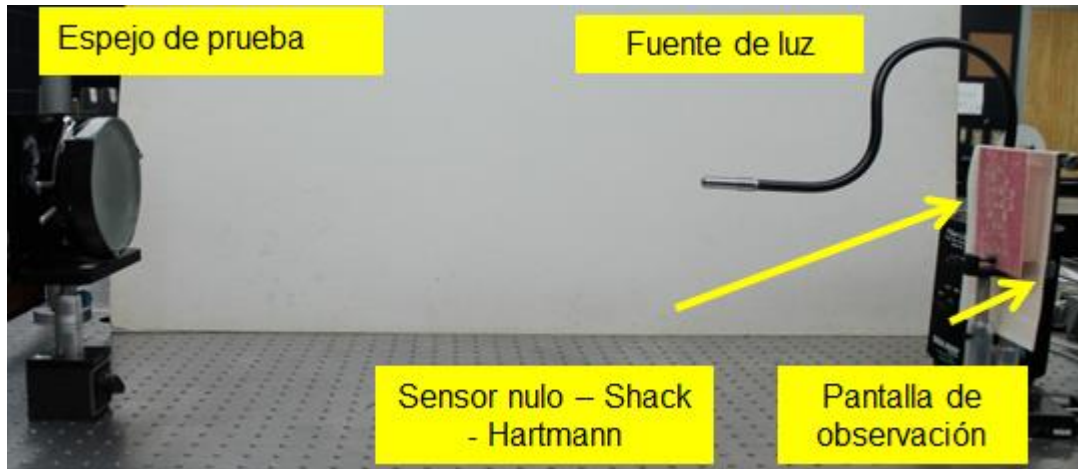 Espejo de prueba
Fuente de luz
Sensor nulo – Shack
- Hartmann
Pantalla de
observación